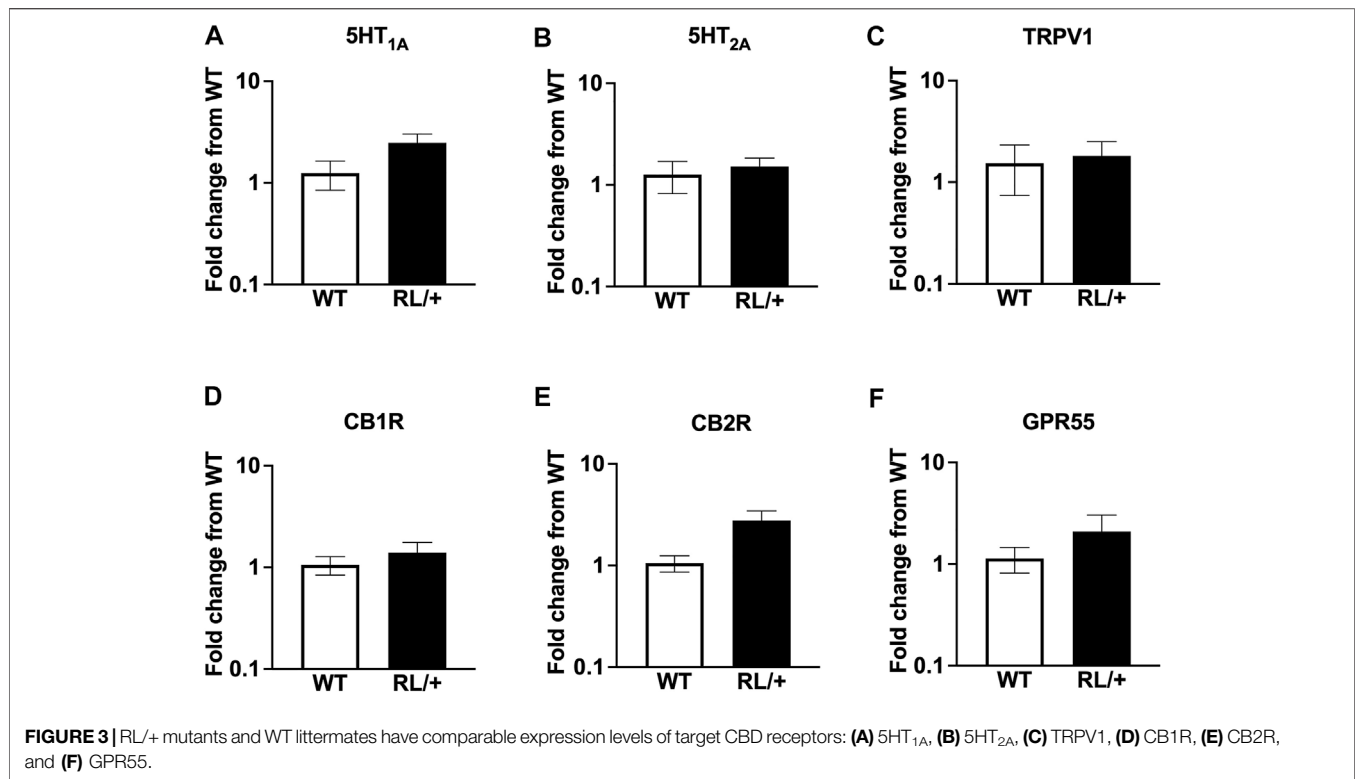 A
5HT1A
Fold change from WT
10
1
0.1
WT RL/+
B
5HT2A
Fold change from WT
10
1
0.1
WT RL/+
C
TRPV1
Fold change from WT
10
1
0.1
WT RL/+
D
CB1R
Fold change from WT
10
1
0.1
WT RL/+
E
CB2R
Fold change from WT
10
1
0.1
WT RL/+
F
GPR55
Fold change from WT
10
1
0.1
WT RL/+
FIGURE 3 | RL/+ mutants and WT littermates have comparable expression levels of target CBD receptors: (A) 5HT1A, (B) 5HT2A, (C) TRPV1, (D) CB1R, (E) CB2R,
and (F) GPR55.